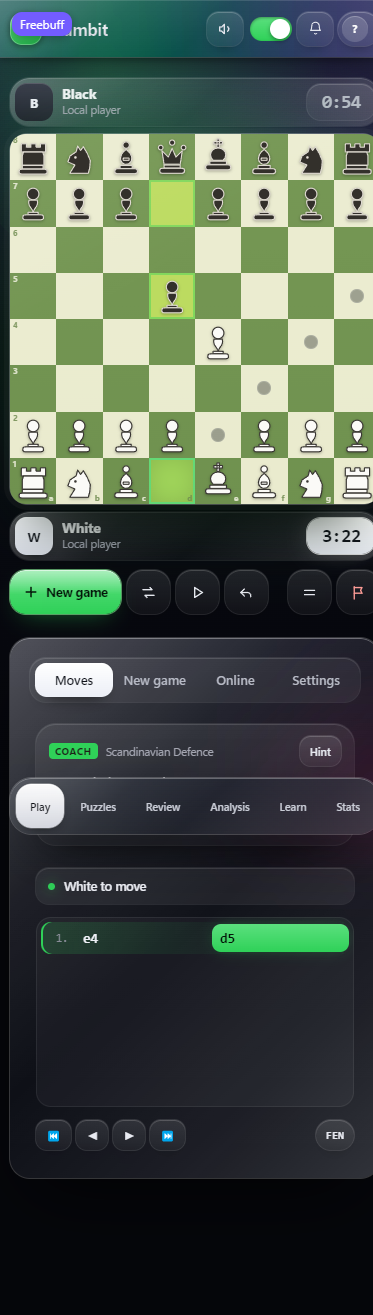 Freebuff
mbit
?
B
Black
Local player
0:54
8
7
6
5
4
3
2
1
a b c d e f g
W
White
Local player
3:22
+ New game
Moves New game Online Settings
COACH Scandinavian Defence Hint
Play Puzzles Review Analysis Learn Stats
White to move
1. e4 d5
FEN